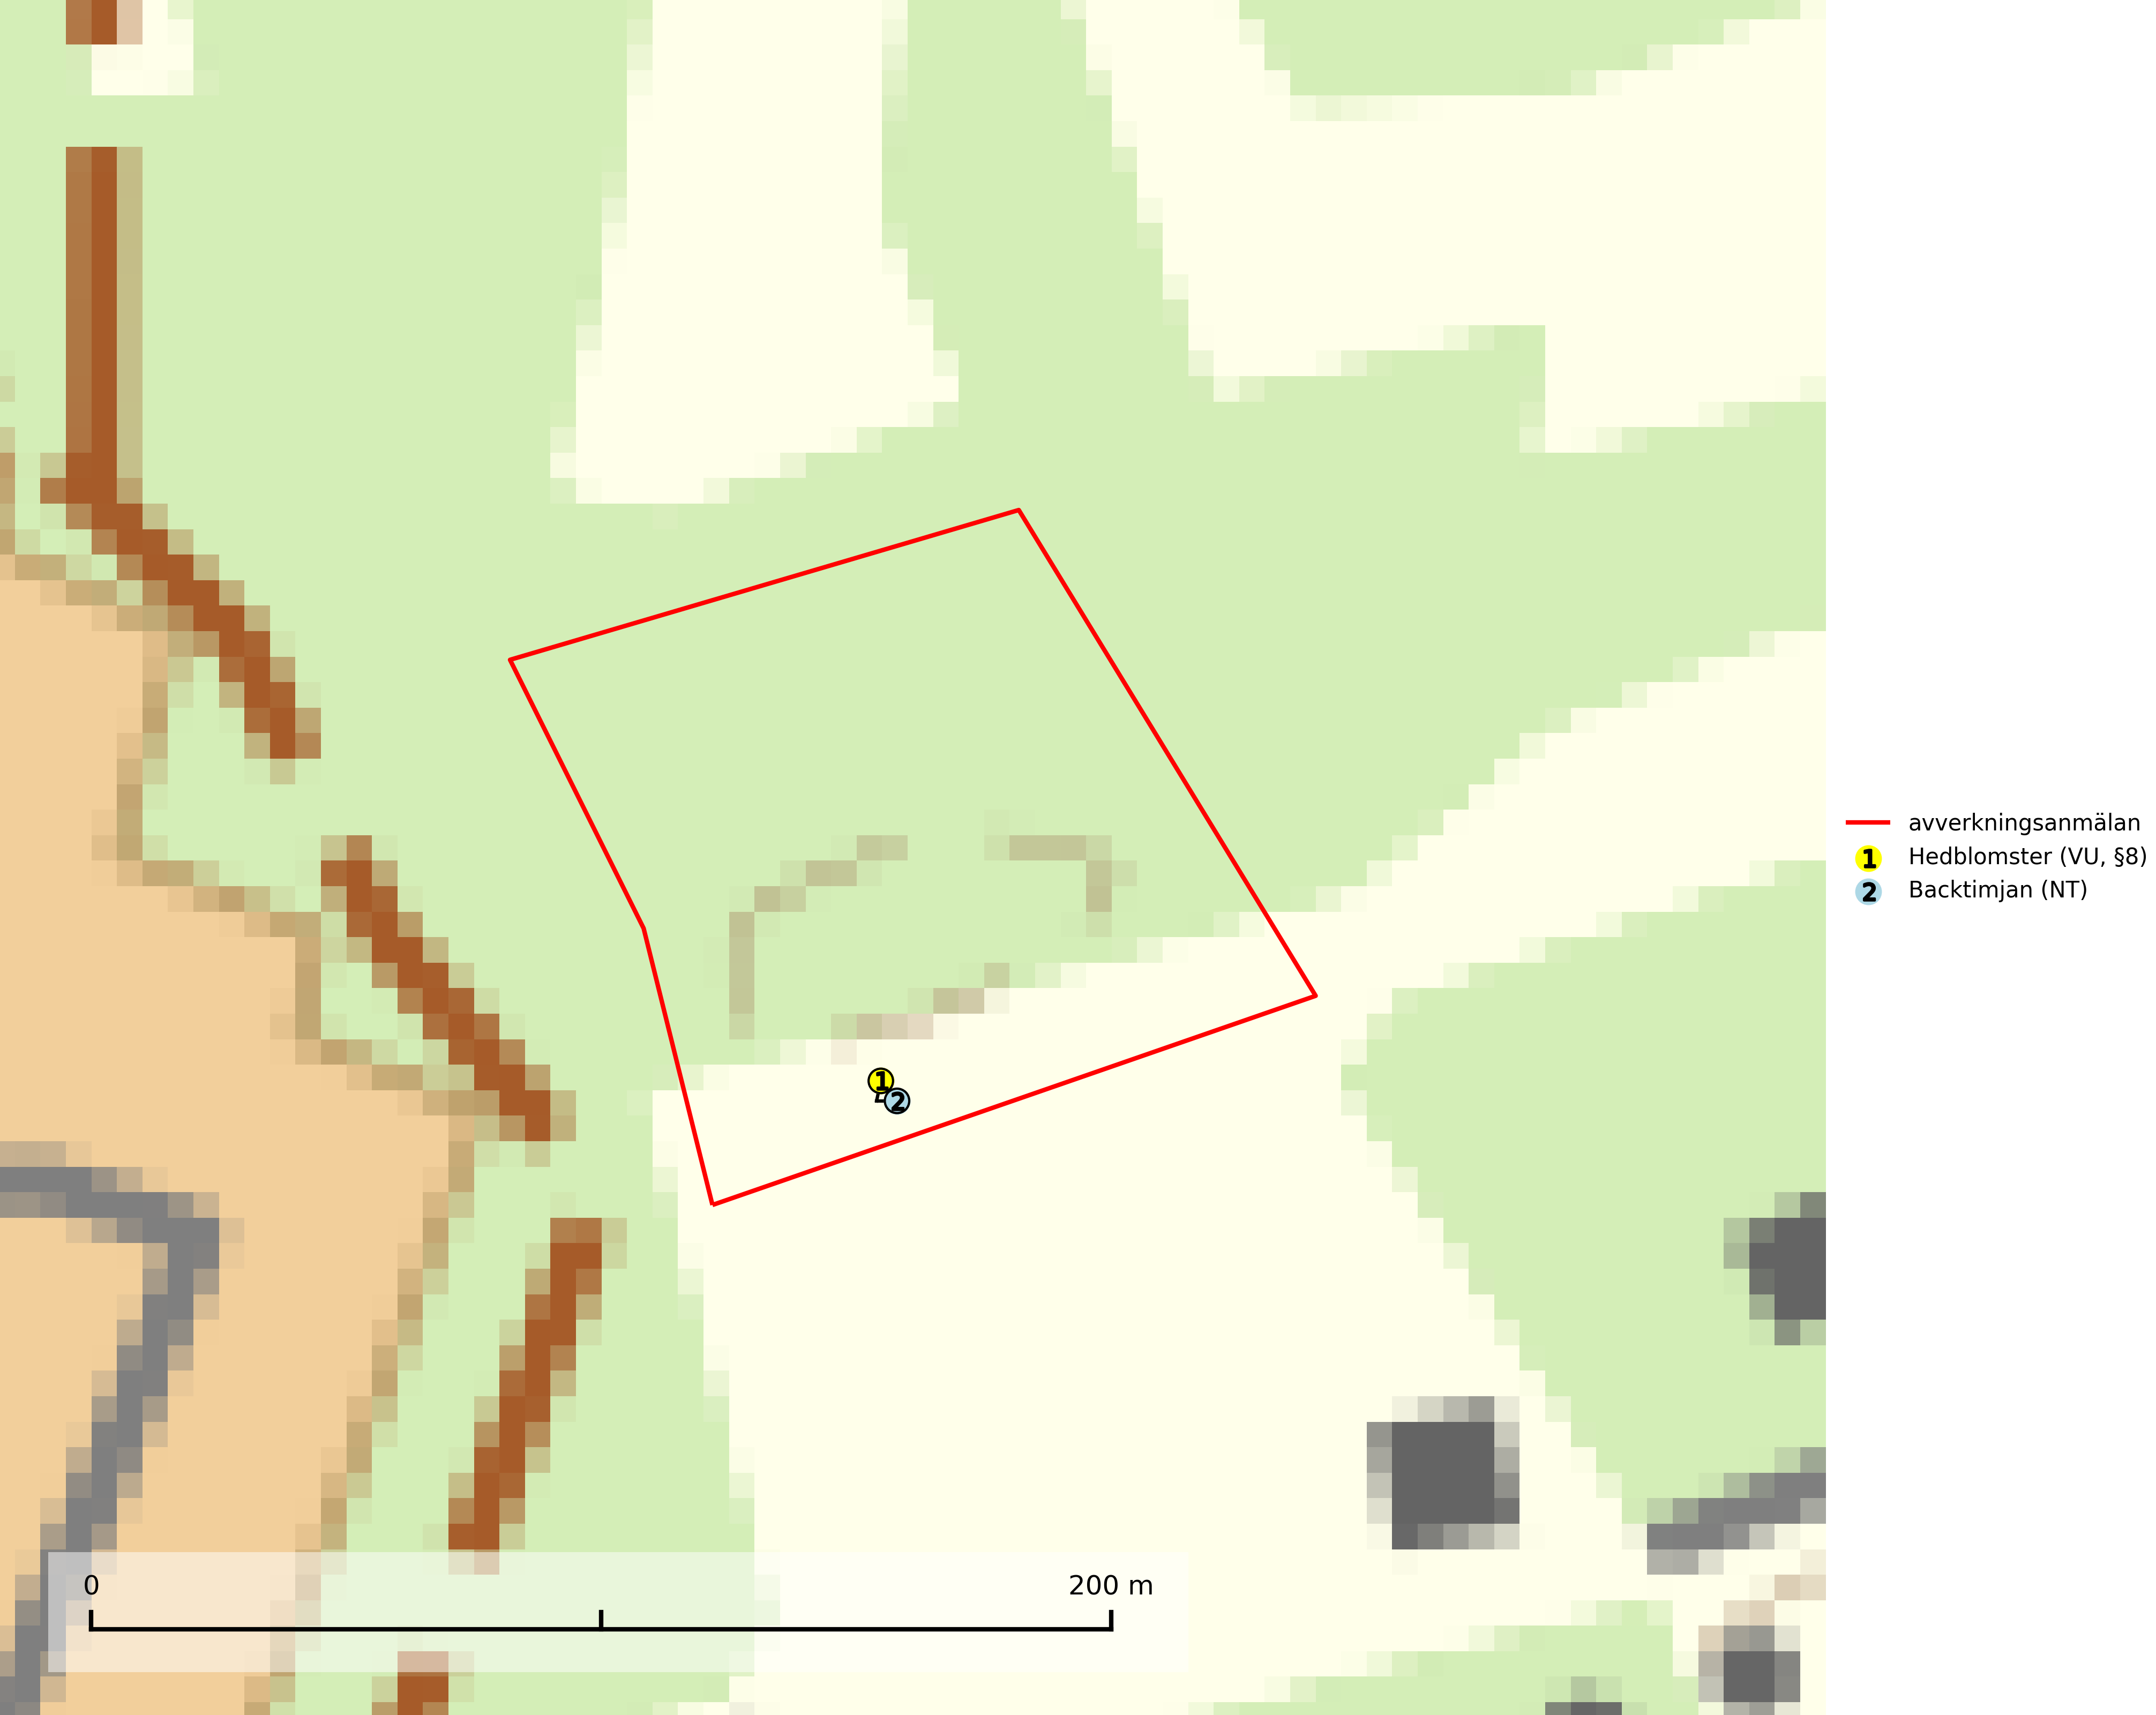 avverkningsanmälan
1 Hedblomster (VU, §8)
2 Backtimjan (NT)
1
2
0 200 m